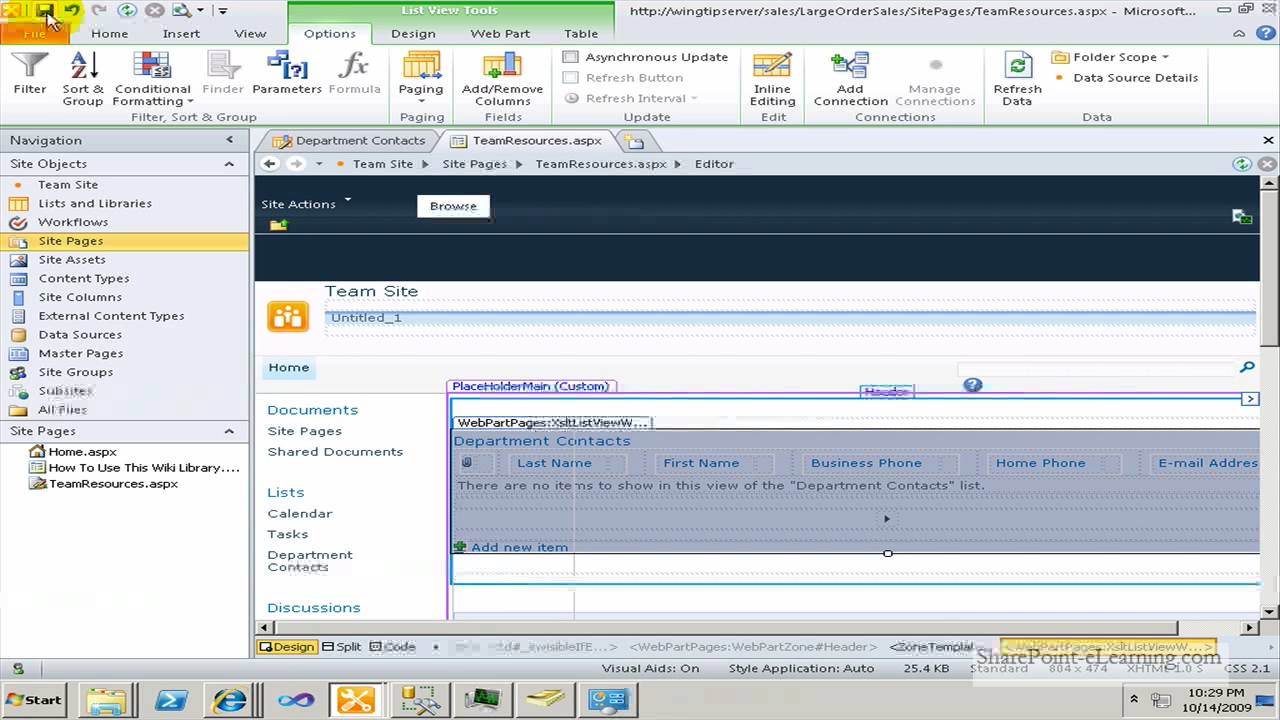 List View Tools
http://wingtipserver/sales/LargeOrderSales/SitePages/TeamResources.aspx - Microsoft...
File Home Insert View Options Design Web Part Table
Filter
Sort & Group
Conditional Formatting
Finder
Parameters
Formula
Filter, Sort & Group
Paging
Paging
Add/Remove Columns
Fields
Asynchronous Update
Refresh Button
Refresh Interval
Update
Inline Editing
Edit
Add Connection
Manage Connections
Connections
Refresh Data
Folder Scope
Data Source Details
Data
Navigation
Site Objects
Team Site
Lists and Libraries
Workflows
Site Pages
Site Assets
Content Types
Site Columns
External Content Types
Data Sources
Master Pages
Site Groups
Subsites
All Files
Site Pages
Home.aspx
How To Use This Wiki Library....
TeamResources.aspx
Department Contacts
TeamResources.aspx
Team Site Site Pages TeamResources.aspx Editor
Site Actions
Browse
Team Site
Untitled_1
Home
PlaceHolderMain (Custom)
Header
Documents
Site Pages
Shared Documents
Lists
Calendar
Tasks
Department Contacts
Discussions
WebPartPages:XsltListViewW...
Department Contacts
Last Name First Name Business Phone Home Phone E-mail Addres
There are no items to show in this view of the "Department Contacts" list.
Add new item
Design Split Code
<WebPartPages:WebPartZone#Header>
<ZoneTemplat
<WebPartPages:XsltListViewW...
SharePoint-eLearning.com
Visual Aids: On Style Application: Auto 25.4 KB Standard 804 x 474 XHTML 1.0 S CSS 2.1
Start
10:29 PM
10/14/2009